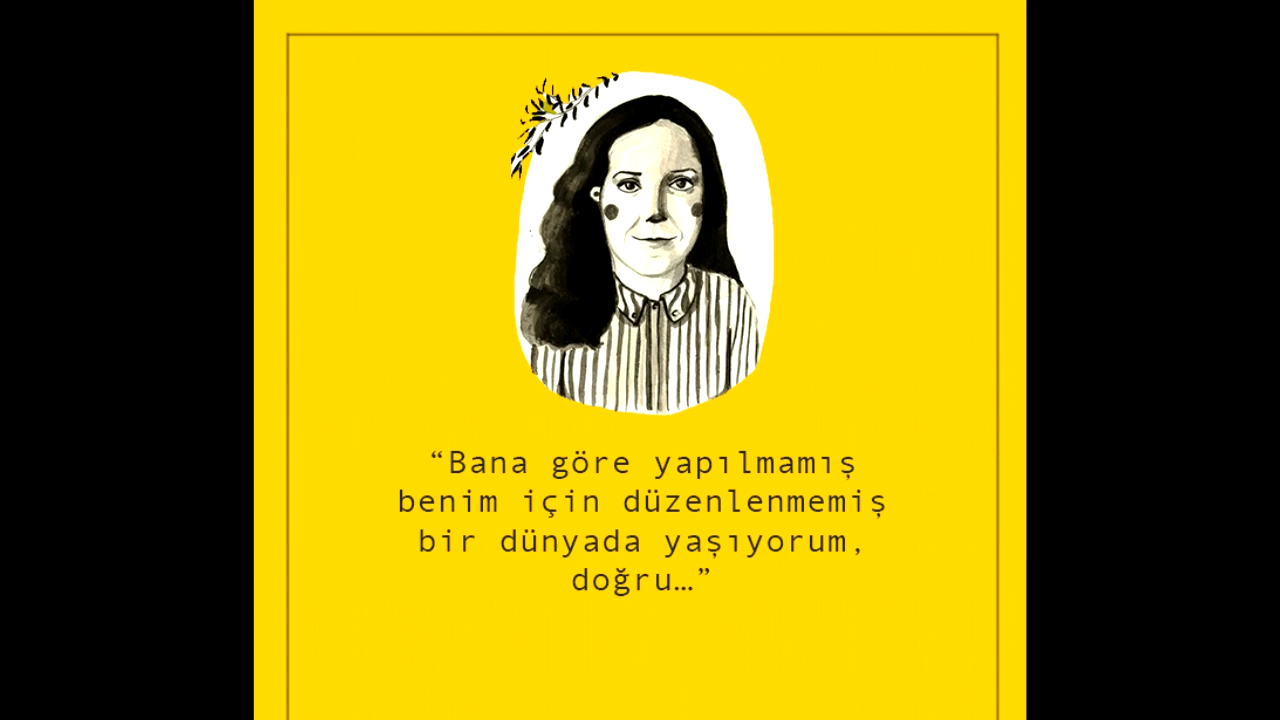 “Bana göre yapılmamış
benim için düzenlenmemiş
bir dünyada yaşıyorum,
doğru…”